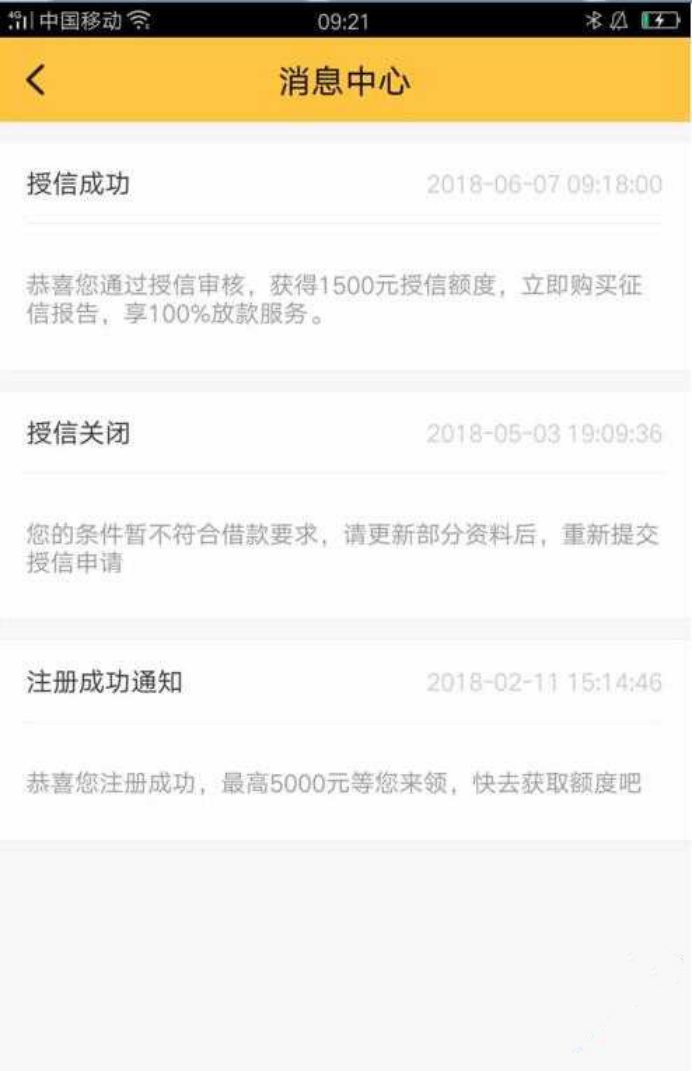 4G 中国移动 09:21
消息中心
授信成功 2018-06-07 09:18:00
恭喜您通过授信审核，获得1500元授信额度，立即购买征
信报告，享100%放款服务。
授信关闭 2018-05-03 19:09:36
您的条件暂不符合借款要求，请更新部分资料后，重新提交
授信申请
注册成功通知 2018-02-11 15:14:46
恭喜您注册成功，最高5000元等您来领，快去获取额度吧